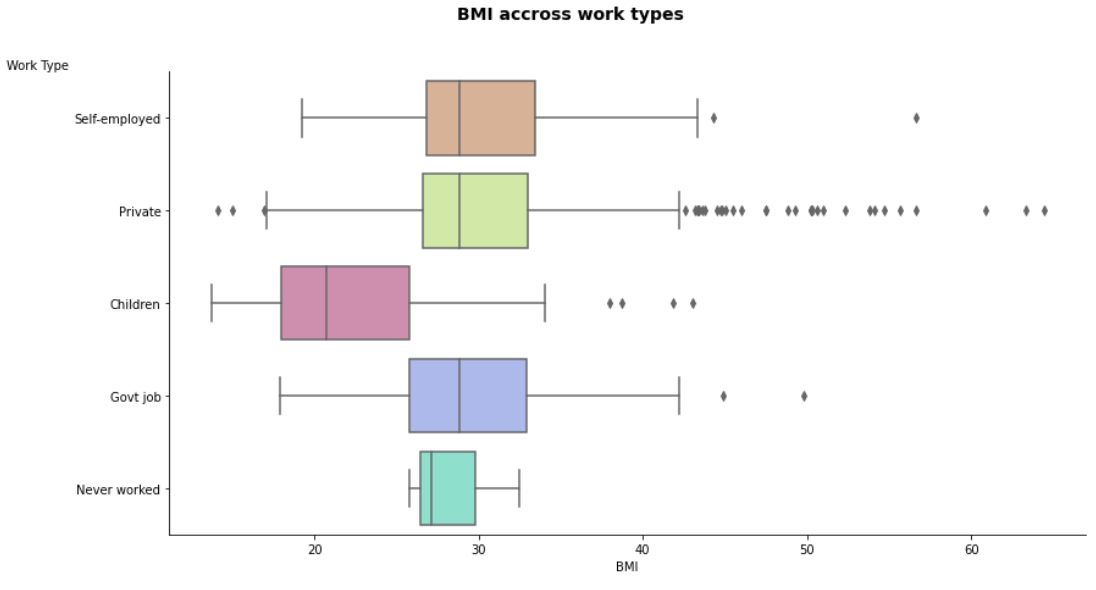 BMI accross work types
Work Type
Self-employed
Private
Children
Govt job
Never worked
20 30 40 50 60
BMI